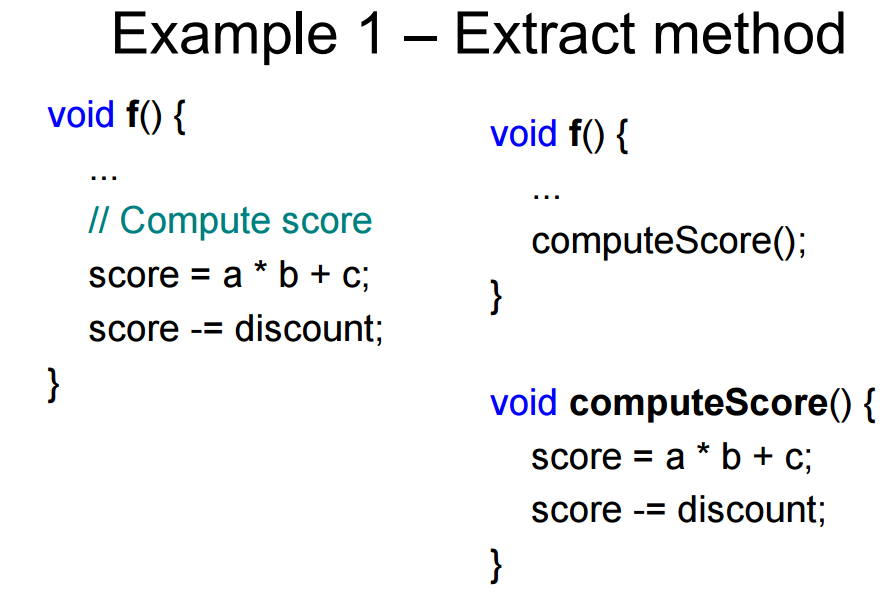 Example 1 – Extract method
void f() {
...
// Compute score
score = a * b + c;
score -= discount;
}
void f() {
...
computeScore();
}
void computeScore() {
score = a * b + c;
score -= discount;
}